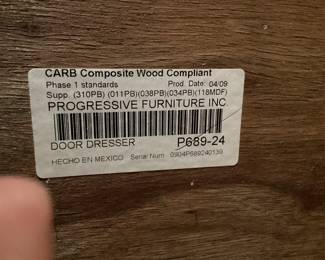 CARB Composite Wood Compliant
Phase 1 standards Prod. Date: 04/09
Supp. (310PB) (011PB)(038PB)(034PB)(118MDF)
PROGRESSIVE FURNITURE INC.
DOOR DRESSER P689-24
HECHO EN MEXICO Serial Num 0904P689240139